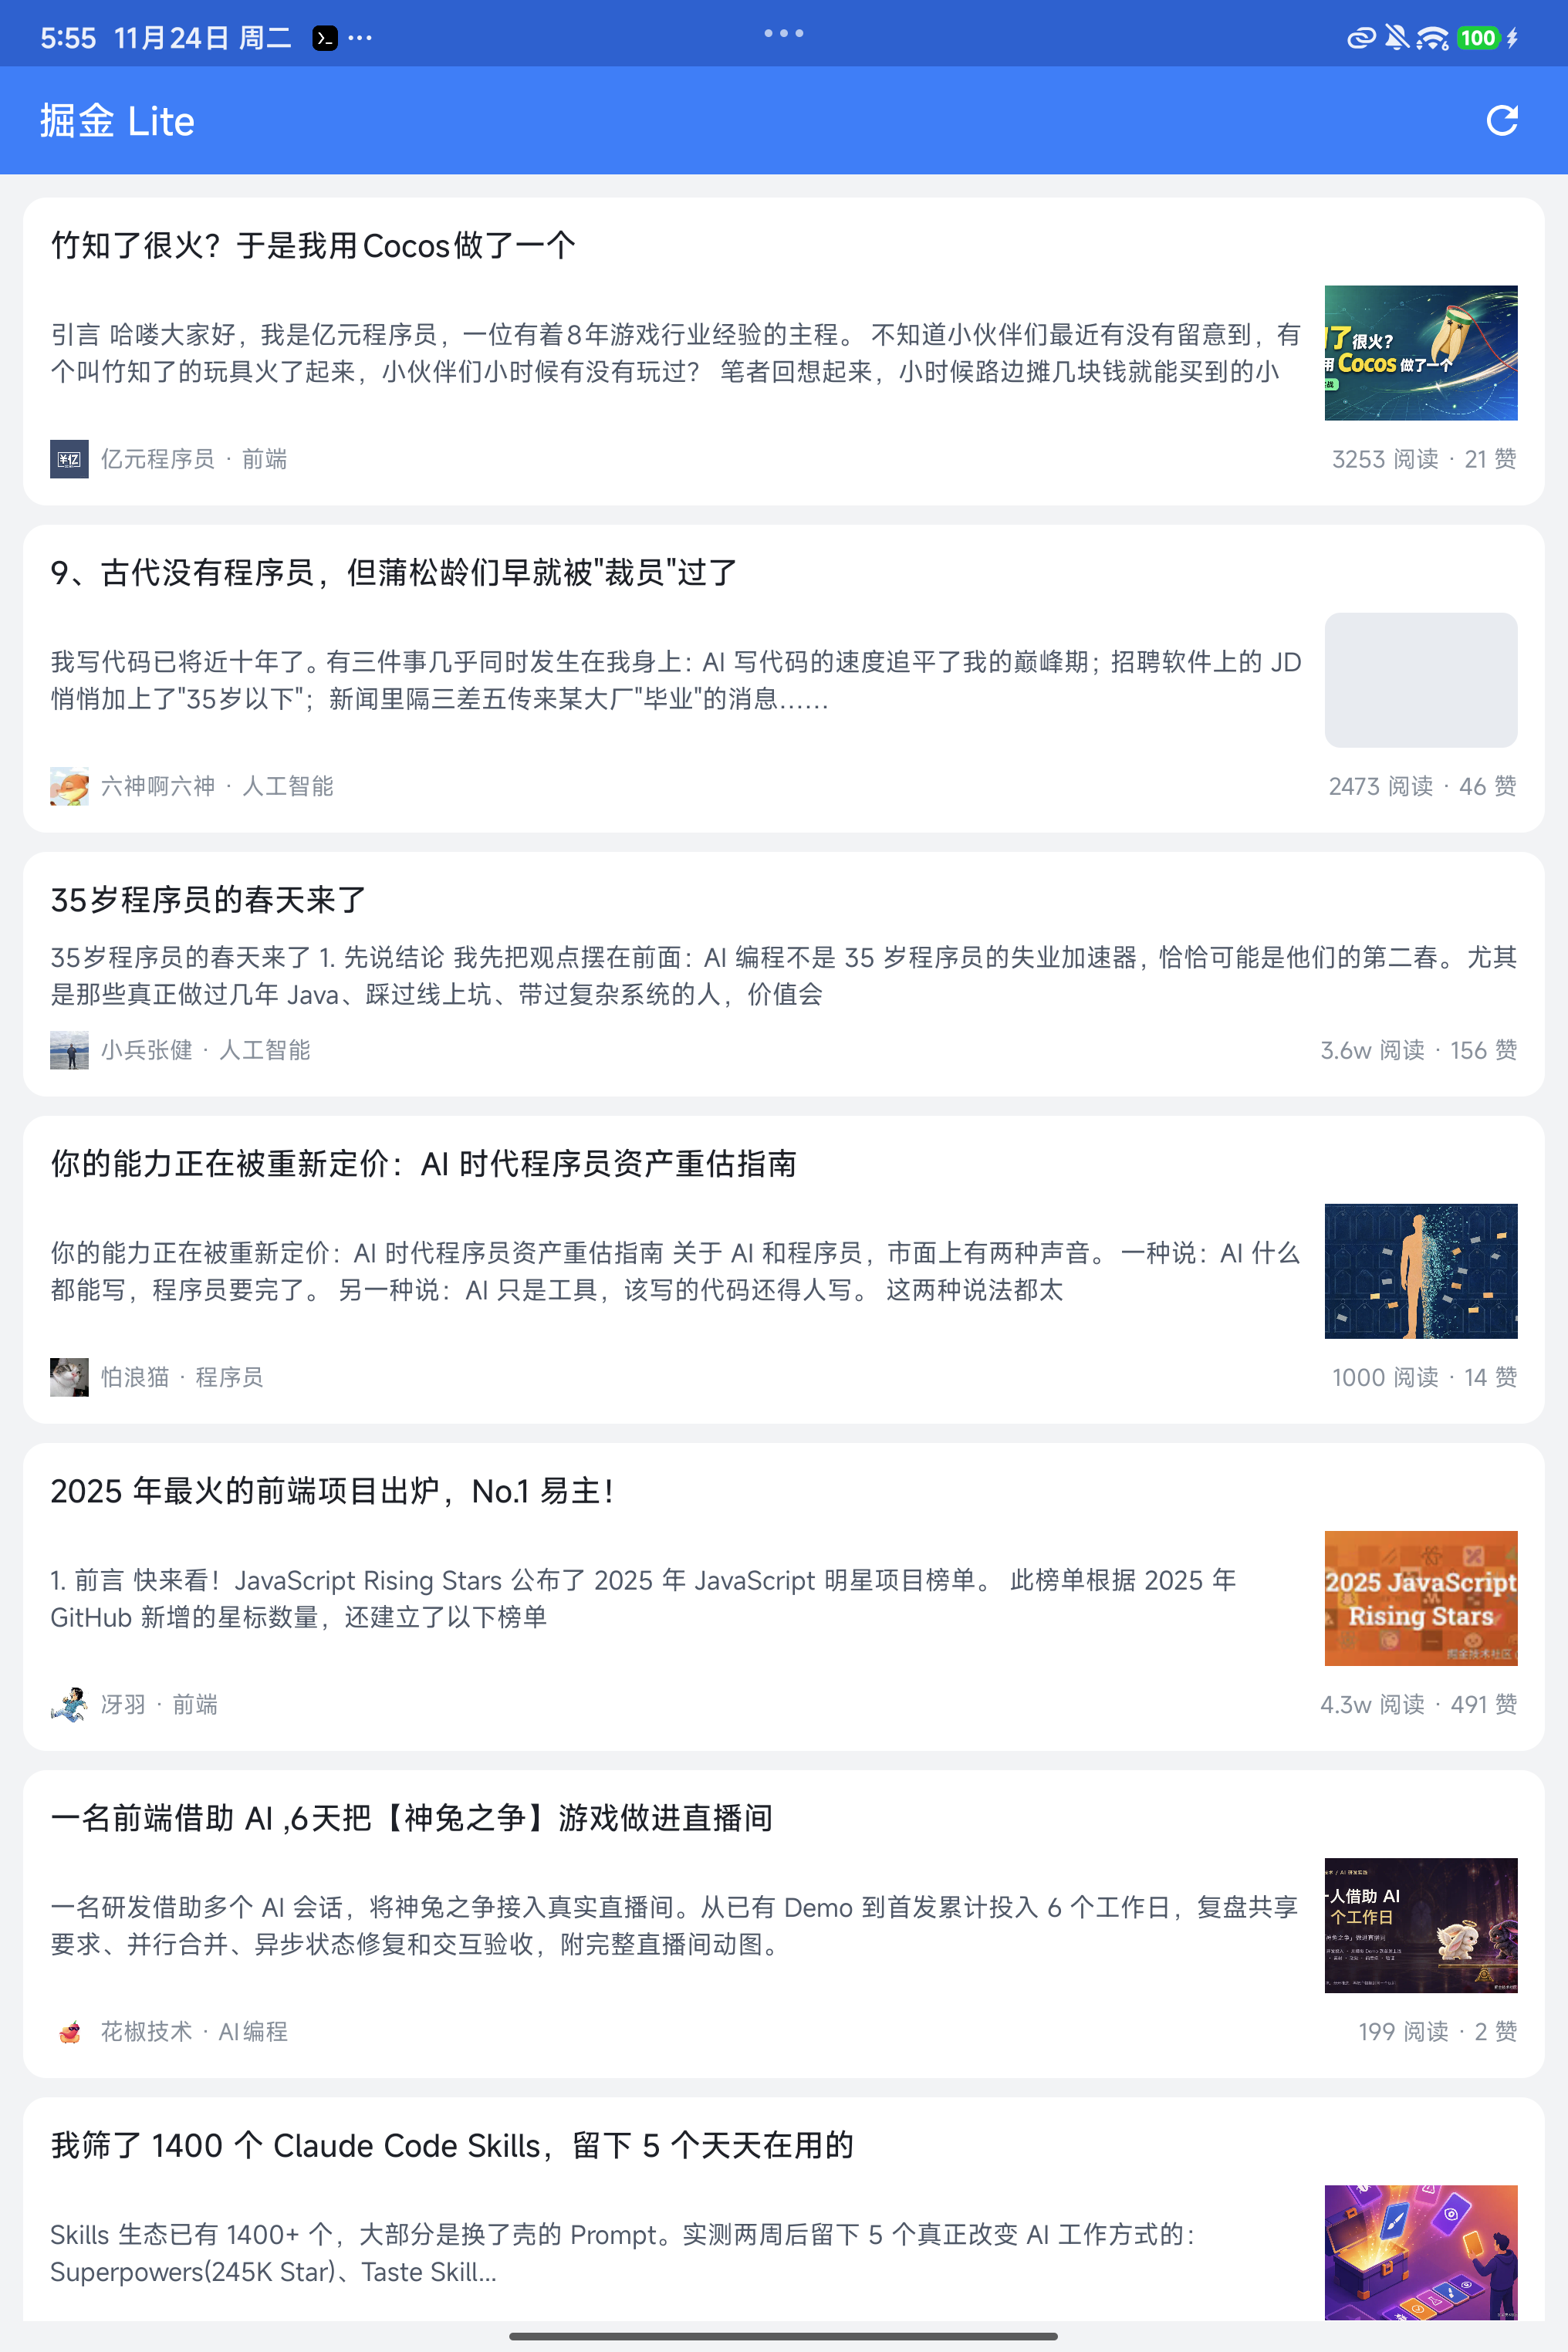 5:55 11月24日 周二
100
掘金 Lite
竹知了很火？于是我用Cocos做了一个
引言 哈喽大家好，我是亿元程序员，一位有着8年游戏行业经验的主程。 不知道小伙伴们最近有没有留意到，有
个叫竹知了的玩具火了起来，小伙伴们小时候有没有玩过？ 笔者回想起来，小时候路边摊几块钱就能买到的小
了很火?
用 Cocos 做了一个
亿元程序员 · 前端
3253 阅读 · 21 赞
9、古代没有程序员，但蒲松龄们早就被"裁员"过了
我写代码已将近十年了。有三件事几乎同时发生在我身上：AI 写代码的速度追平了我的巅峰期；招聘软件上的 JD
悄悄加上了"35岁以下"；新闻里隔三差五传来某大厂"毕业"的消息……
六神啊六神 · 人工智能
2473 阅读 · 46 赞
35岁程序员的春天来了
35岁程序员的春天来了 1. 先说结论 我先把观点摆在前面：AI 编程不是 35 岁程序员的失业加速器，恰恰可能是他们的第二春。尤其
是那些真正做过几年 Java、踩过线上坑、带过复杂系统的人，价值会
小兵张健 · 人工智能
3.6w 阅读 · 156 赞
你的能力正在被重新定价：AI 时代程序员资产重估指南
你的能力正在被重新定价：AI 时代程序员资产重估指南 关于 AI 和程序员，市面上有两种声音。 一种说：AI 什么
都能写，程序员要完了。 另一种说：AI 只是工具，该写的代码还得人写。 这两种说法都太
怕浪猫 · 程序员
1000 阅读 · 14 赞
2025 年最火的前端项目出炉，No.1 易主！
1. 前言 快来看！JavaScript Rising Stars 公布了 2025 年 JavaScript 明星项目榜单。 此榜单根据 2025 年
GitHub 新增的星标数量，还建立了以下榜单
2025 JavaScript
Rising Stars
掘金技术社区
冴羽 · 前端
4.3w 阅读 · 491 赞
一名前端借助 AI ,6天把【神兔之争】游戏做进直播间
一名研发借助多个 AI 会话，将神兔之争接入真实直播间。从已有 Demo 到首发累计投入 6 个工作日，复盘共享
要求、并行合并、异步状态修复和交互验收，附完整直播间动图。
一人借助 AI
个工作日
花椒技术 · AI编程
199 阅读 · 2 赞
我筛了 1400 个 Claude Code Skills，留下 5 个天天在用的
Skills 生态已有 1400+ 个，大部分是换了壳的 Prompt。实测两周后留下 5 个真正改变 AI 工作方式的：
Superpowers(245K Star)、Taste Skill...